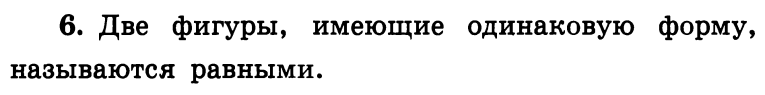 6. Две фигуры, имеющие одинаковую форму,
называются равными.